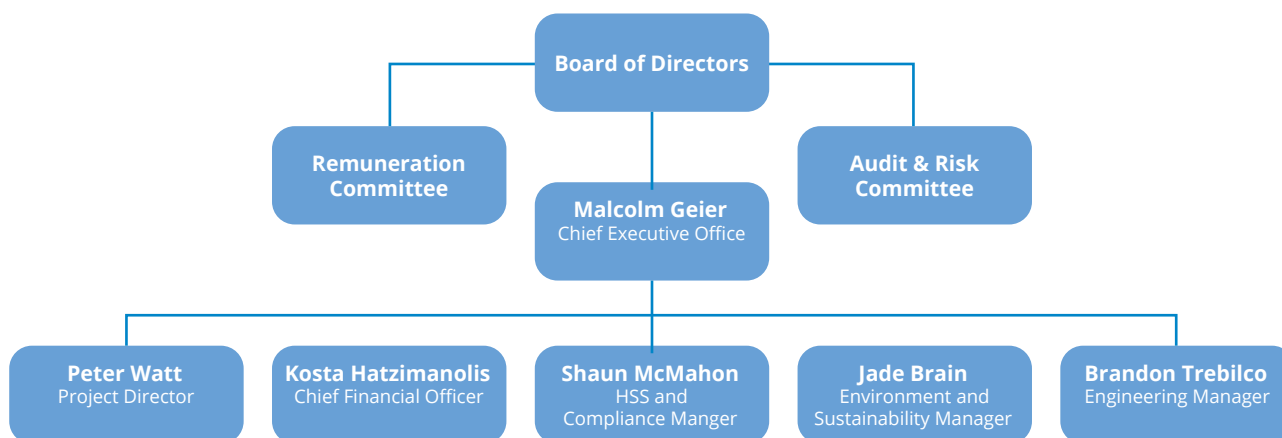 Board of Directors
Remuneration
Committee
Audit & Risk
Committee
Malcolm Geier
Chief Executive Office
Peter Watt
Project Director
Kosta Hatzimanolis
Chief Financial Officer
Shaun McMahon
HSS and
Compliance Manger
Jade Brain
Environment and
Sustainability Manager
Brandon Trebilco
Engineering Manager